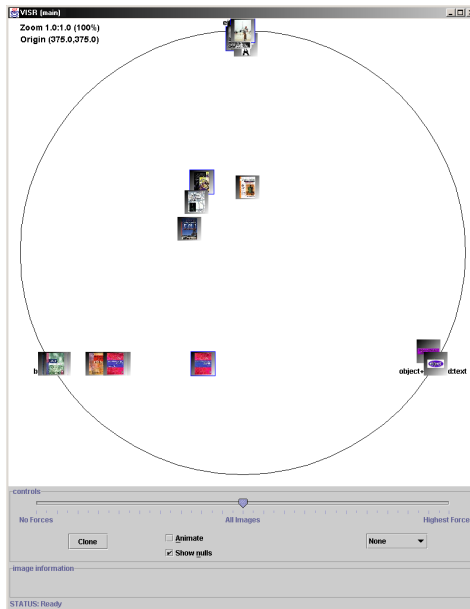 VISR (main)
Zoom 1.0:1.0 (100%)
Origin (375.0,375.0)
object+
d:text
controls
No Forces
All Images
Highest Force
Clone
Animate
Show nulls
None
image information
STATUS: Ready